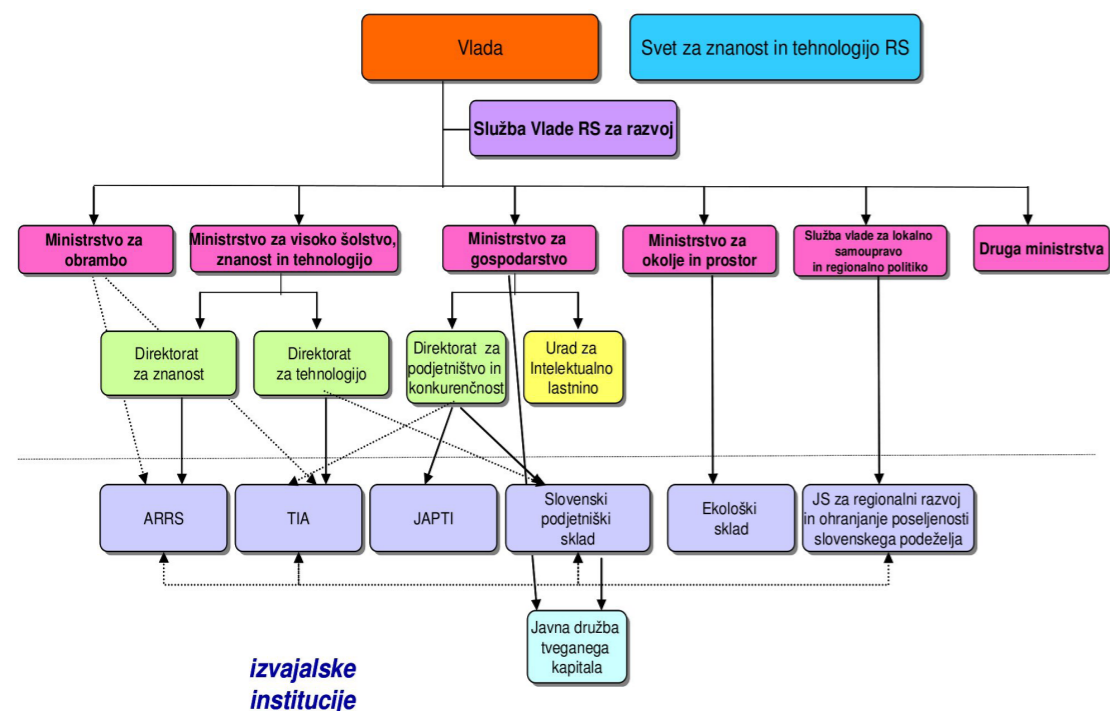 Vlada
Svet za znanost in tehnologijo RS
Služba Vlade RS za razvoj
Ministrstvo za
obrambo
Ministrstvo za visoko šolstvo,
znanost in tehnologijo
Ministrstvo za
gospodarstvo
Ministrstvo za
okolje in prostor
Služba vlade za lokalno
samoupravo
in regionalno politiko
Druga ministrstva
Direktorat
za znanost
Direktorat
za tehnologijo
Direktorat za
podjetništvo in
konkurenčnost
Urad za
Intelektualno
lastnino
ARRS
TIA
JAPTI
Slovenski
podjetniški
sklad
Ekološki
sklad
JS za regionalni razvoj
in ohranjanje poseljenosti
slovenskega podeželja
Javna družba
tveganega
kapitala
izvajalske
institucije